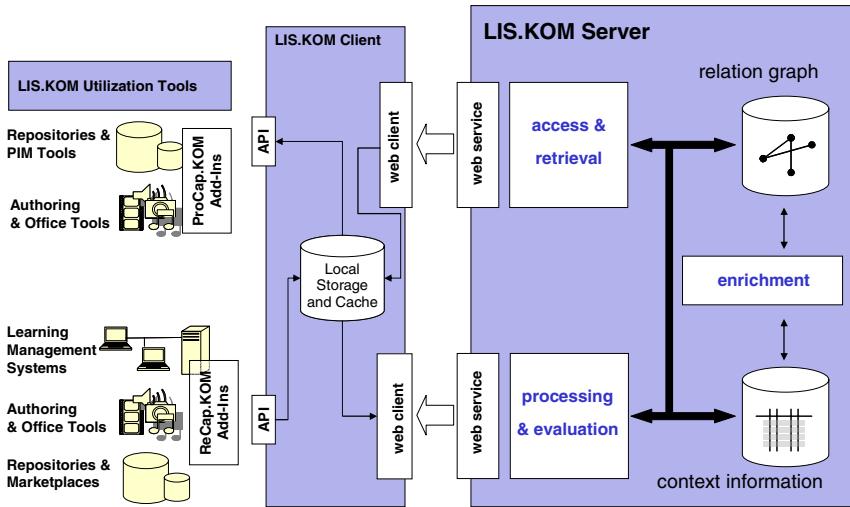 LIS.KOM Utilization Tools
Repositories &
PIM Tools
Authoring
& Office Tools
ProCap.KOM
Add-Ins
Learning
Management
Systems
Authoring
& Office Tools
Repositories &
Marketplaces
ReCap.KOM
Add-Ins
LIS.KOM Client
API
web client
Local
Storage
and Cache
API
web client
LIS.KOM Server
web service
access &
retrieval
relation graph
enrichment
web service
processing
& evaluation
context information